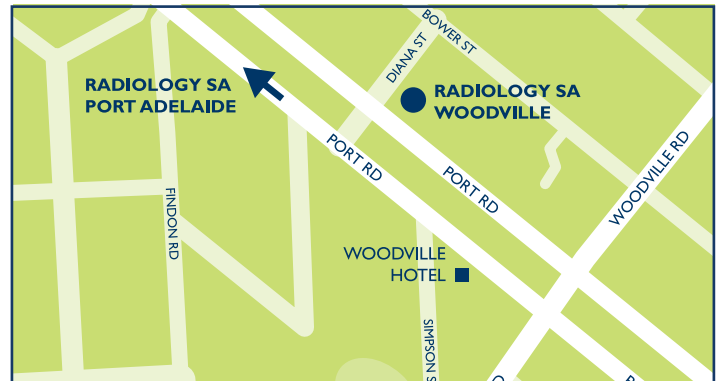 BOWER ST
DIANA ST
RADIOLOGY SA
PORT ADELAIDE
RADIOLOGY SA
WOODVILLE
PORT RD
PORT RD
WOODVILLE RD
FINDON RD
WOODVILLE
HOTEL
SIMPSON S